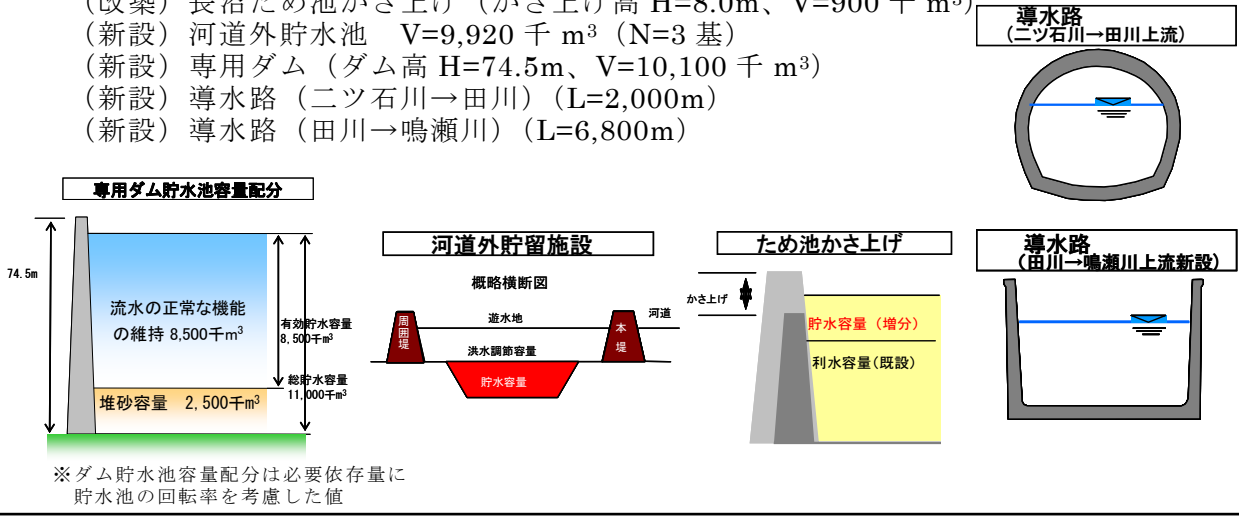 （改築）長沼ため池かさ上げ（かさ上げ高 H=8.0m、V=900 千 m³）
（新設）河道外貯水池　V=9,920 千 m³（N=3 基）
（新設）専用ダム（ダム高 H=74.5m、V=10,100 千 m³）
（新設）導水路（二ツ石川→田川）（L=2,000m）
（新設）導水路（田川→鳴瀬川）（L=6,800m）
導水路
（二ツ石川→田川上流）
専用ダム貯水池容量配分
74.5m
流水の正常な機能
の維持 8,500千m³
有効貯水容量
8,500千m³
総貯水容量
11,000千m³
堆砂容量　2,500千m³
※ダム貯水池容量配分は必要依存量に
貯水池の回転率を考慮した値
河道外貯留施設
概略横断図
周囲堤
遊水地
本堤
河道
洪水調節容量
貯水容量
ため池かさ上げ
かさ上げ
貯水容量（増分）
利水容量(既設)
導水路
（田川→鳴瀬川上流新設）